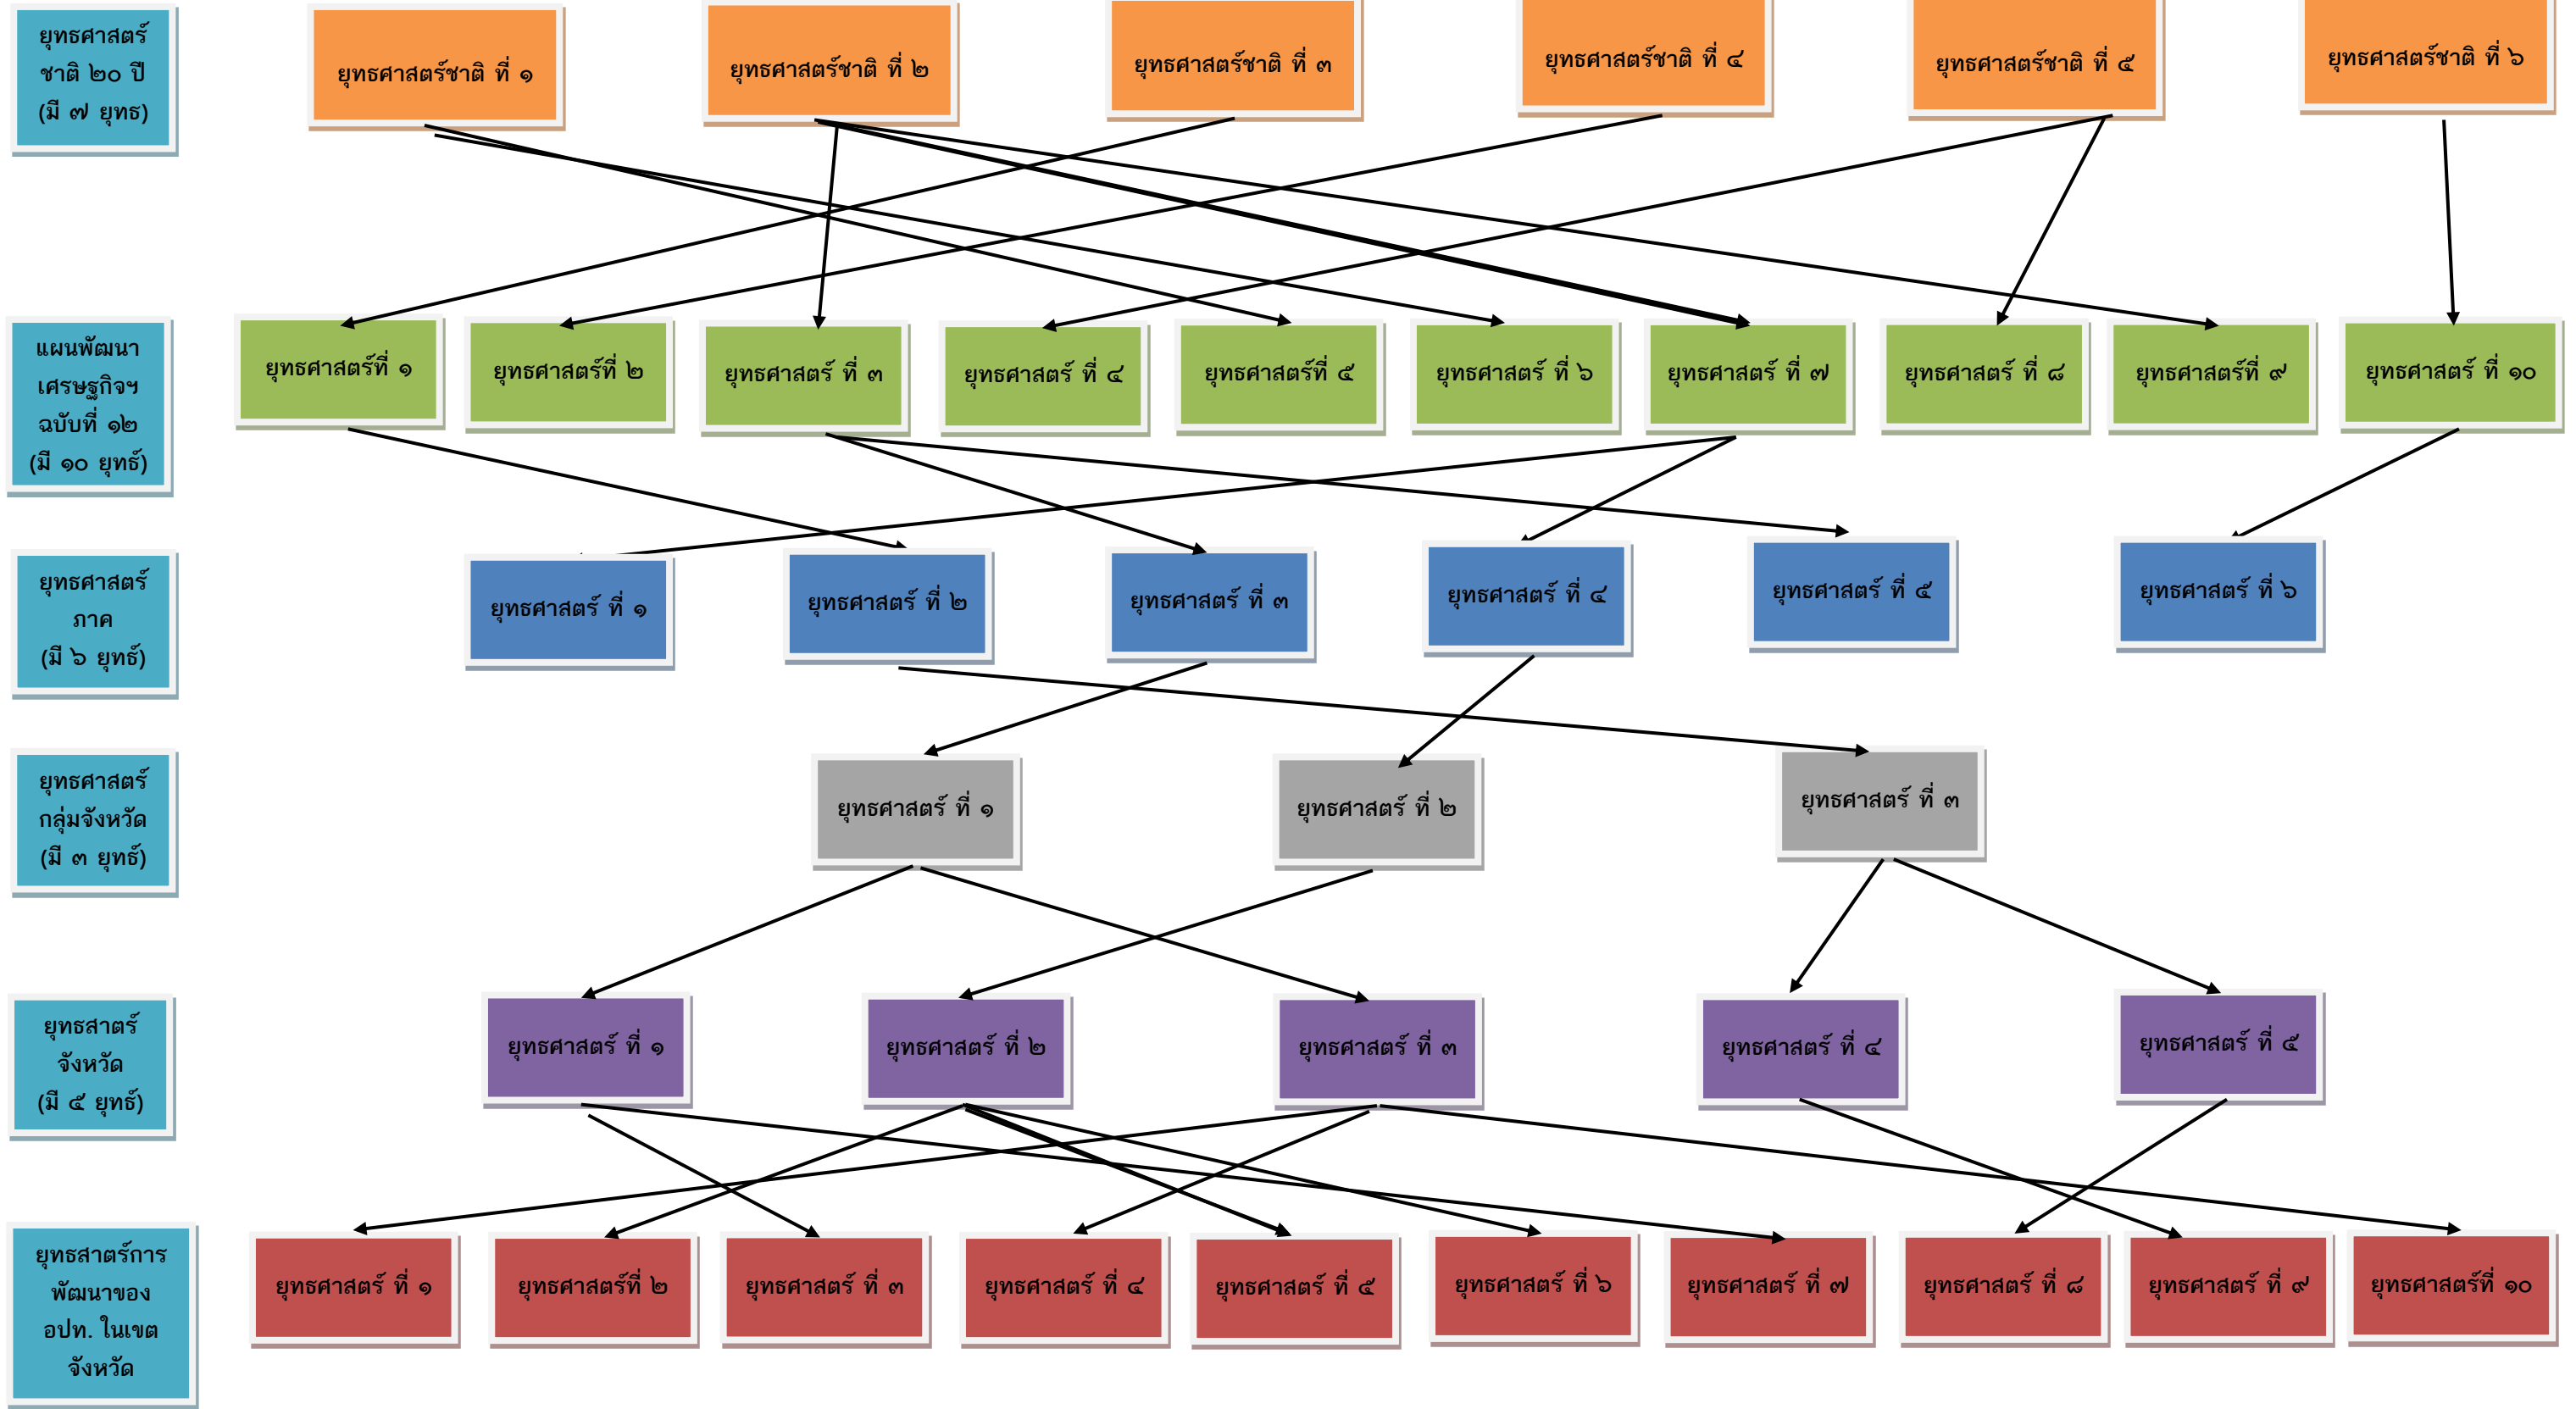 ยุทธศาสตร์
ชาติ ๒๐ ปี
(มี ๗ ยุทธ)
ยุทธศาสตร์ชาติ ที่ ๑
ยุทธศาสตร์ชาติ ที่ ๒
ยุทธศาสตร์ชาติ ที่ ๓
ยุทธศาสตร์ชาติ ที่ ๔
ยุทธศาสตร์ชาติ ที่ ๕
ยุทธศาสตร์ชาติ ที่ ๖
แผนพัฒนา
เศรษฐกิจฯ
ฉบับที่ ๑๒
(มี ๑๐ ยุทธ์)
ยุทธศาสตร์ที่ ๑
ยุทธศาสตร์ที่ ๒
ยุทธศาสตร์ ที่ ๓
ยุทธศาสตร์ ที่ ๔
ยุทธศาสตร์ที่ ๕
ยุทธศาสตร์ ที่ ๖
ยุทธศาสตร์ ที่ ๗
ยุทธศาสตร์ ที่ ๘
ยุทธศาสตร์ที่ ๙
ยุทธศาสตร์ ที่ ๑๐
ยุทธศาสตร์
ภาค
(มี ๖ ยุทธ์)
ยุทธศาสตร์ ที่ ๑
ยุทธศาสตร์ ที่ ๒
ยุทธศาสตร์ ที่ ๓
ยุทธศาสตร์ ที่ ๔
ยุทธศาสตร์ ที่ ๕
ยุทธศาสตร์ ที่ ๖
ยุทธศาสตร์
กลุ่มจังหวัด
(มี ๓ ยุทธ์)
ยุทธศาสตร์ ที่ ๑
ยุทธศาสตร์ ที่ ๒
ยุทธศาสตร์ ที่ ๓
ยุทธสาตร์
จังหวัด
(มี ๕ ยุทธ์)
ยุทธศาสตร์ ที่ ๑
ยุทธศาสตร์ ที่ ๒
ยุทธศาสตร์ ที่ ๓
ยุทธศาสตร์ ที่ ๔
ยุทธศาสตร์ ที่ ๕
ยุทธสาตร์การ
พัฒนาของ
อปท. ในเขต
จังหวัด
ยุทธศาสตร์ ที่ ๑
ยุทธศาสตร์ที่ ๒
ยุทธศาสตร์ ที่ ๓
ยุทธศาสตร์ ที่ ๔
ยุทธศาสตร์ ที่ ๕
ยุทธศาสตร์ ที่ ๖
ยุทธศาสตร์ ที่ ๗
ยุทธศาสตร์ ที่ ๘
ยุทธศาสตร์ ที่ ๙
ยุทธศาสตร์ที่ ๑๐